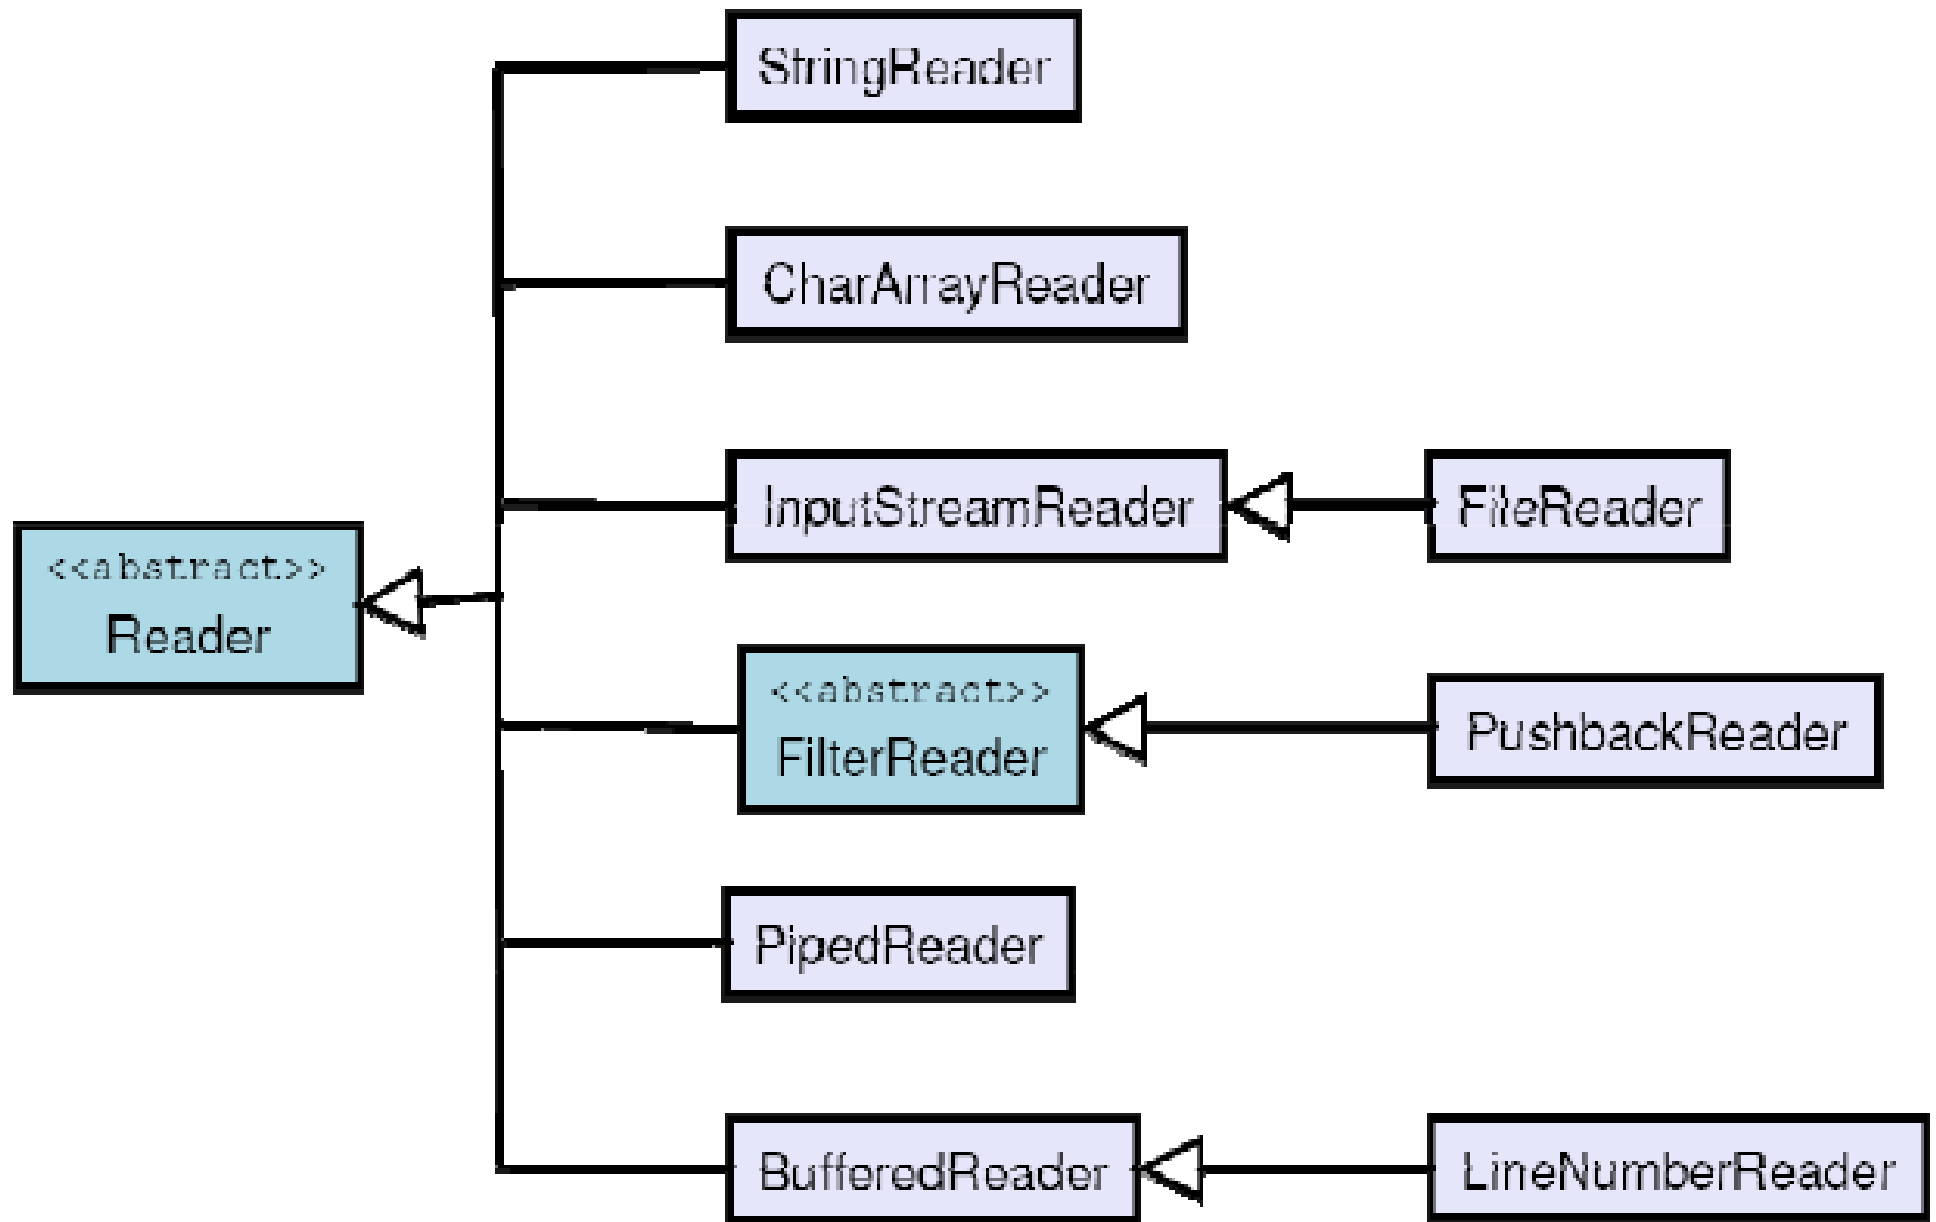 StringReader
CharArrayReader
InputStreamReader
FileReader
<<abstract>>
Reader
<<abstract>>
FilterReader
PushbackReader
PipedReader
BufferedReader
LineNumberReader